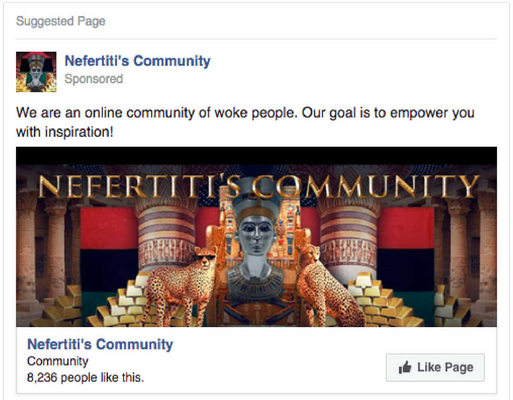 Suggested Page
Nefertiti's Community
Sponsored
We are an online community of woke people. Our goal is to empower you
with inspiration!
NEFERTITI'S COMMUNITY
Nefertiti's Community
Community
8,236 people like this.
Like Page